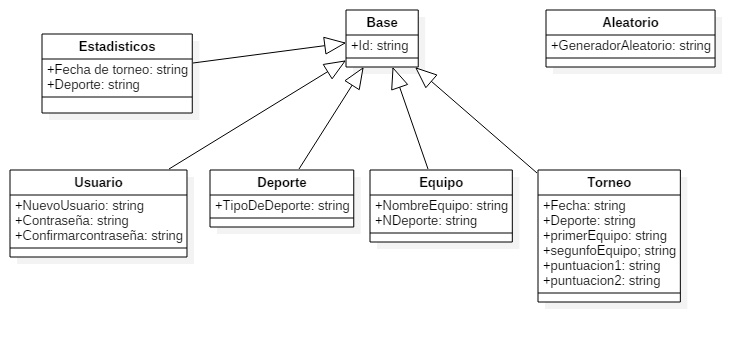 Base
+Id: string
Aleatorio
+GeneradorAleatorio: string
Estadisticos
+Fecha de torneo: string
+Deporte: string
Usuario
+NuevoUsuario: string
+Contraseña: string
+Confirmarcontraseña: string
Deporte
+TipoDeDeporte: string
Equipo
+NombreEquipo: string
+NDeporte: string
Torneo
+Fecha: string
+Deporte: string
+primerEquipo: string
+segunfoEquipo; string
+puntuacion1: string
+puntuacion2: string